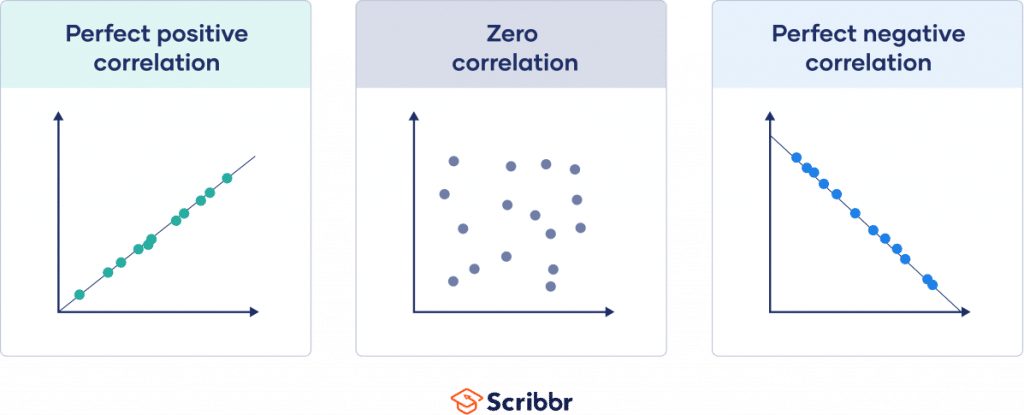 Perfect positive
correlation
Zero
correlation
Perfect negative
correlation
Scribbr